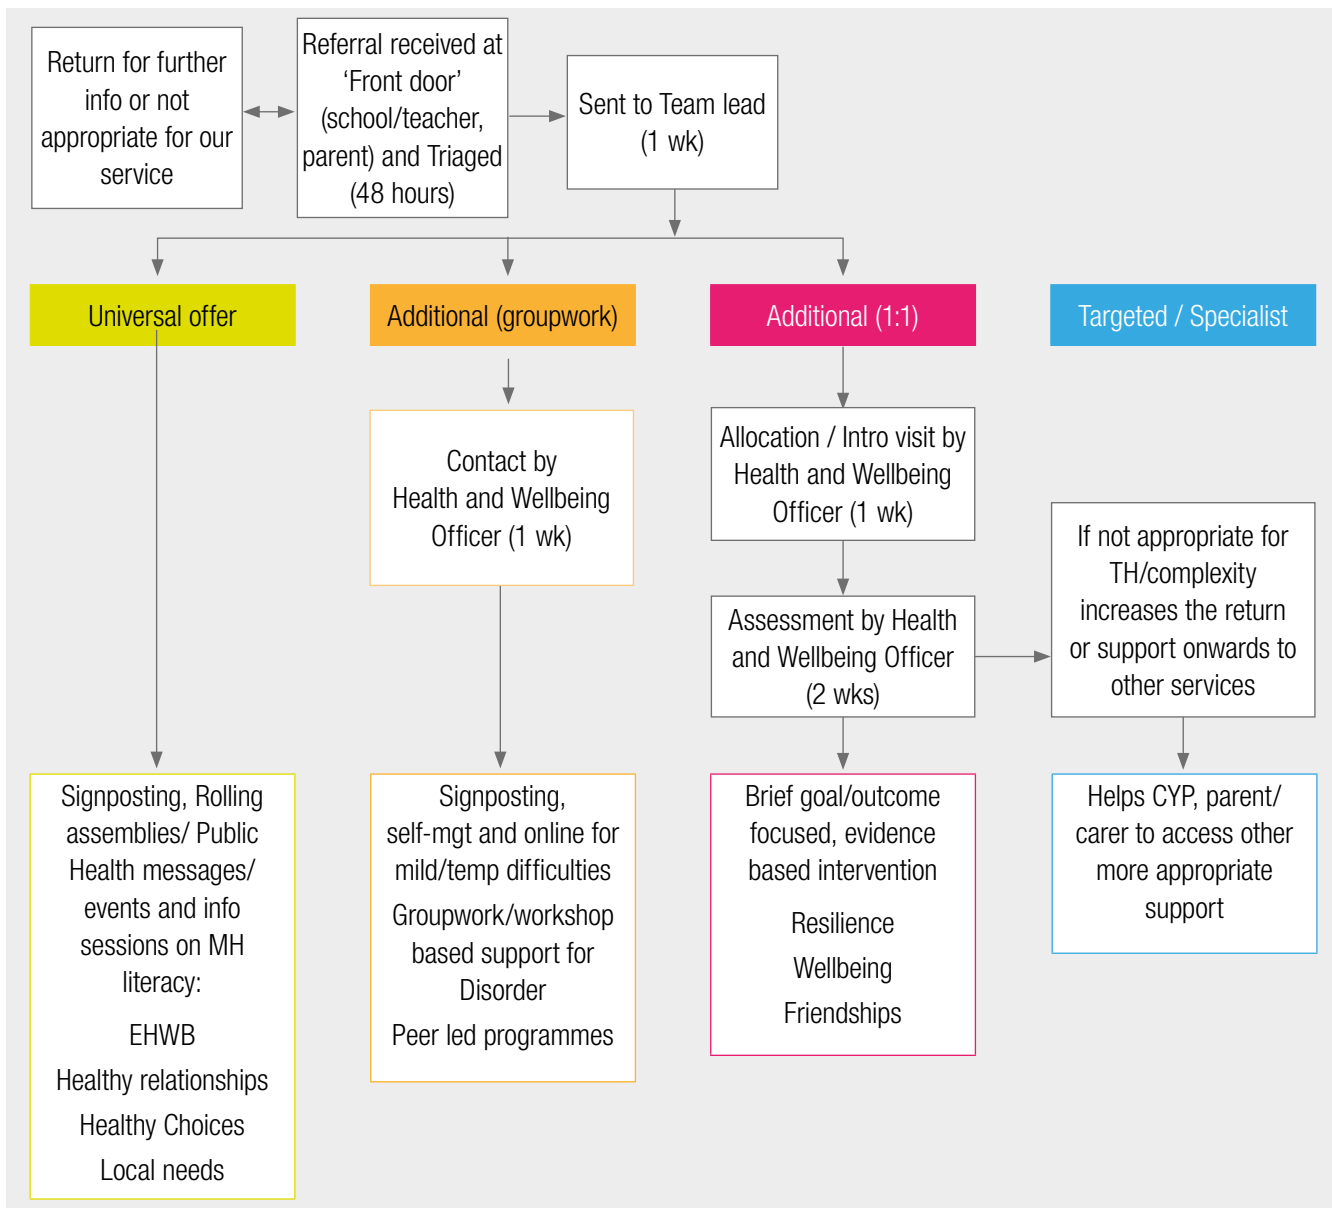 Return for further
info or not
appropriate for our
service
Referral received at
‘Front door’
(school/teacher,
parent) and Triaged
(48 hours)
Sent to Team lead
(1 wk)
Universal offer
Additional (groupwork)
Additional (1:1)
Targeted / Specialist
Contact by
Health and Wellbeing
Officer (1 wk)
Allocation / Intro visit by
Health and Wellbeing
Officer (1 wk)
Assessment by Health
and Wellbeing Officer
(2 wks)
If not appropriate for
TH/complexity
increases the return
or support onwards to
other services
Signposting, Rolling
assemblies/ Public
Health messages/
events and info
sessions on MH
literacy:
EHWB
Healthy relationships
Healthy Choices
Local needs
Signposting,
self-mgt and online for
mild/temp difficulties
Groupwork/workshop
based support for
Disorder
Peer led programmes
Brief goal/outcome
focused, evidence
based intervention
Resilience
Wellbeing
Friendships
Helps CYP, parent/
carer to access other
more appropriate
support